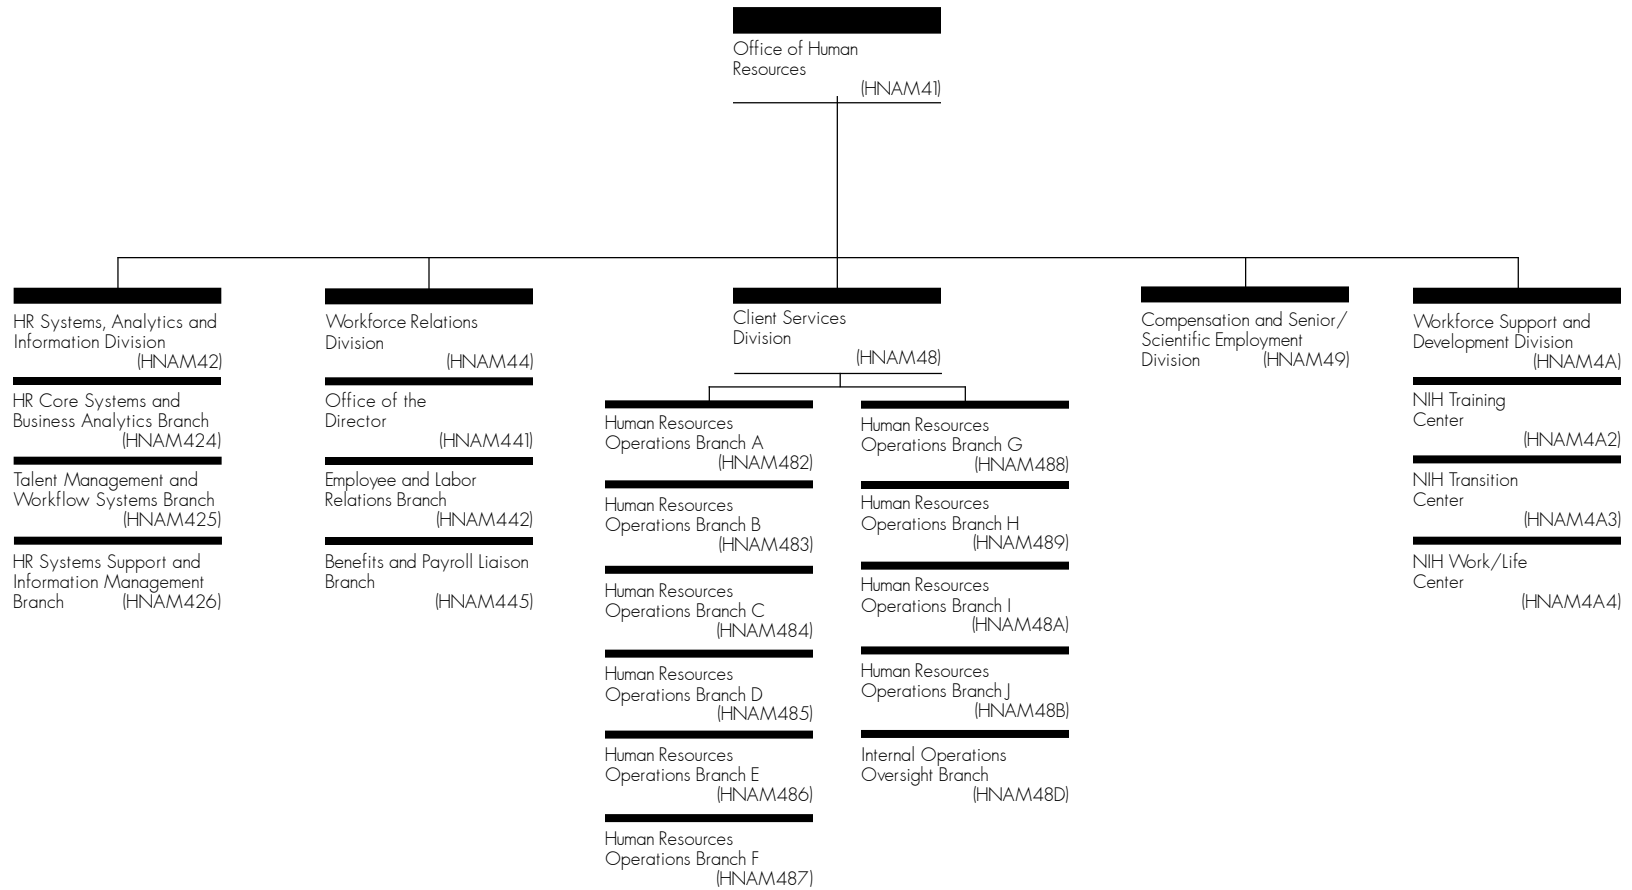 Office of Human
Resources
(HNAM41)
HR Systems, Analytics and
Information Division
(HNAM42)
HR Core Systems and
Business Analytics Branch
(HNAM424)
Talent Management and
Workflow Systems Branch
(HNAM425)
HR Systems Support and
Information Management
Branch (HNAM426)
Workforce Relations
Division
(HNAM44)
Office of the
Director
(HNAM441)
Employee and Labor
Relations Branch
(HNAM442)
Benefits and Payroll Liaison
Branch
(HNAM445)
Client Services
Division
(HNAM48)
Human Resources
Operations Branch A
(HNAM482)
Human Resources
Operations Branch B
(HNAM483)
Human Resources
Operations Branch C
(HNAM484)
Human Resources
Operations Branch D
(HNAM485)
Human Resources
Operations Branch E
(HNAM486)
Human Resources
Operations Branch F
(HNAM487)
Human Resources
Operations Branch G
(HNAM488)
Human Resources
Operations Branch H
(HNAM489)
Human Resources
Operations Branch I
(HNAM48A)
Human Resources
Operations Branch J
(HNAM48B)
Internal Operations
Oversight Branch
(HNAM48D)
Compensation and Senior/
Scientific Employment
Division (HNAM49)
Workforce Support and
Development Division
(HNAM4A)
NIH Training
Center
(HNAM4A2)
NIH Transition
Center
(HNAM4A3)
NIH Work/Life
Center
(HNAM4A4)